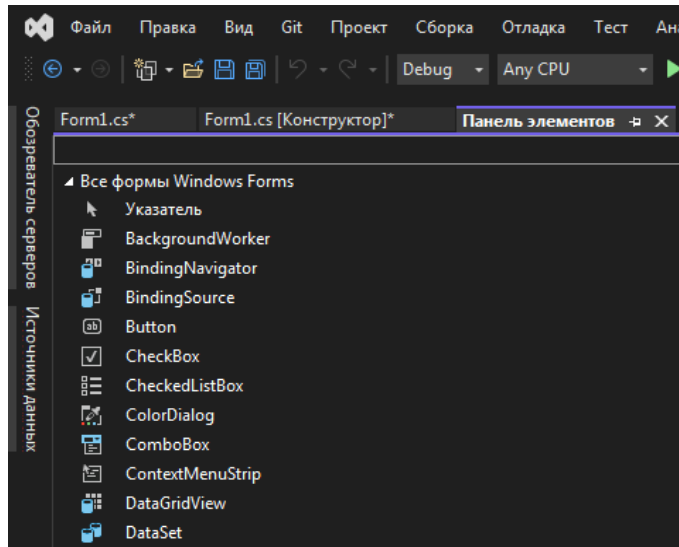 Файл Правка Вид Git Проект Сборка Отладка Тест
Debug Any CPU
Form1.cs* Form1.cs [Конструктор]* Панель элементов
Обозреватель серверов
Источники данных
Все формы Windows Forms
Указатель
BackgroundWorker
BindingNavigator
BindingSource
Button
CheckBox
CheckedListBox
ColorDialog
ComboBox
ContextMenuStrip
DataGridView
DataSet